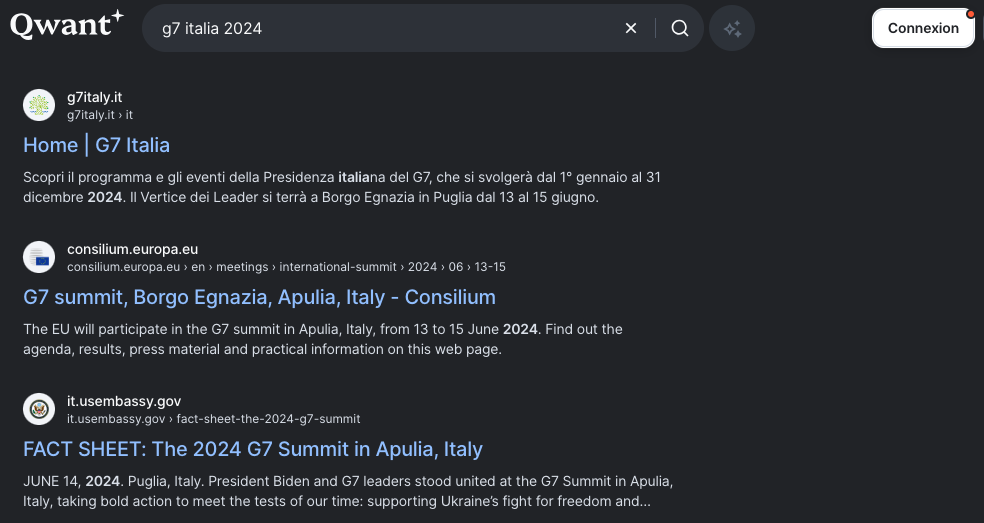 Qwant
g7 italia 2024
Connexion
g7italy.it
g7italy.it › it
Home | G7 Italia
Scopri il programma e gli eventi della Presidenza italiana del G7, che si svolgerà dal 1° gennaio al 31
dicembre 2024. Il Vertice dei Leader si terrà a Borgo Egnazia in Puglia dal 13 al 15 giugno.
consilium.europa.eu
consilium.europa.eu › en › meetings › international-summit › 2024 › 06 › 13-15
G7 summit, Borgo Egnazia, Apulia, Italy - Consilium
The EU will participate in the G7 summit in Apulia, Italy, from 13 to 15 June 2024. Find out the
agenda, results, press material and practical information on this web page.
it.usembassy.gov
it.usembassy.gov › fact-sheet-the-2024-g7-summit
FACT SHEET: The 2024 G7 Summit in Apulia, Italy
JUNE 14, 2024. Puglia, Italy. President Biden and G7 leaders stood united at the G7 Summit in Apulia,
Italy, taking bold action to meet the tests of our time: supporting Ukraine’s fight for freedom and...